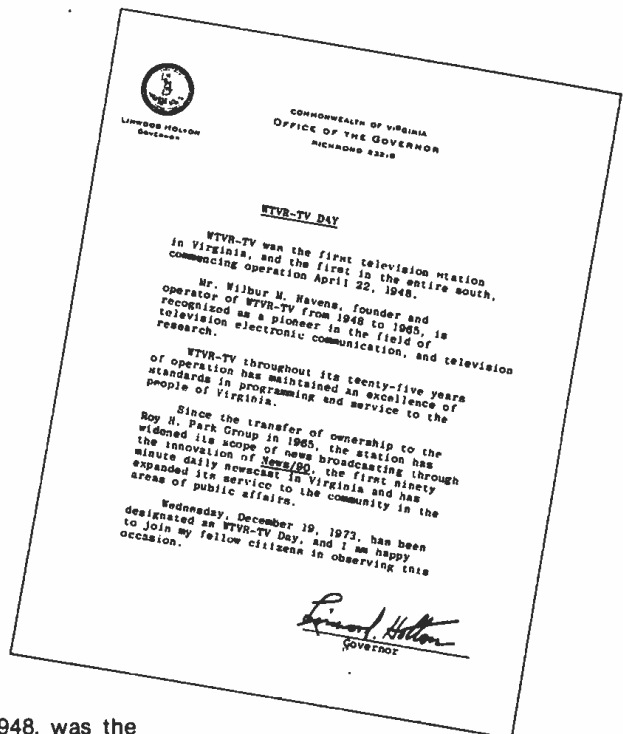 LINWOOD HOLTON
GOVERNOR
COMMONWEALTH OF VIRGINIA
OFFICE OF THE GOVERNOR
RICHMOND 23219
WTVR-TV DAY
WTVR-TV was the first television station
in Virginia, and the first in the entire south,
commencing operation April 22, 1948.
Mr. Wilbur M. Havens, founder and
operator of WTVR-TV from 1948 to 1965, is
recognized as a pioneer in the field of
television electronic communication, and television
research.
WTVR-TV throughout its twenty-five years
of operation has maintained an excellence of
standards in programming and service to the
people of Virginia.
Since the transfer of ownership to the
Roy H. Park Group in 1965, the station has
widened its scope of news broadcasting through
the innovation of News/90, the first ninety
minute daily newscast in Virginia and has
expanded its service to the community in the
areas of public affairs.
Wednesday, December 19, 1973, has been
designated as WTVR-TV Day, and I am happy
to join my fellow citizens in observing this
occasion.
Linwood Holton
Governor
948, was the